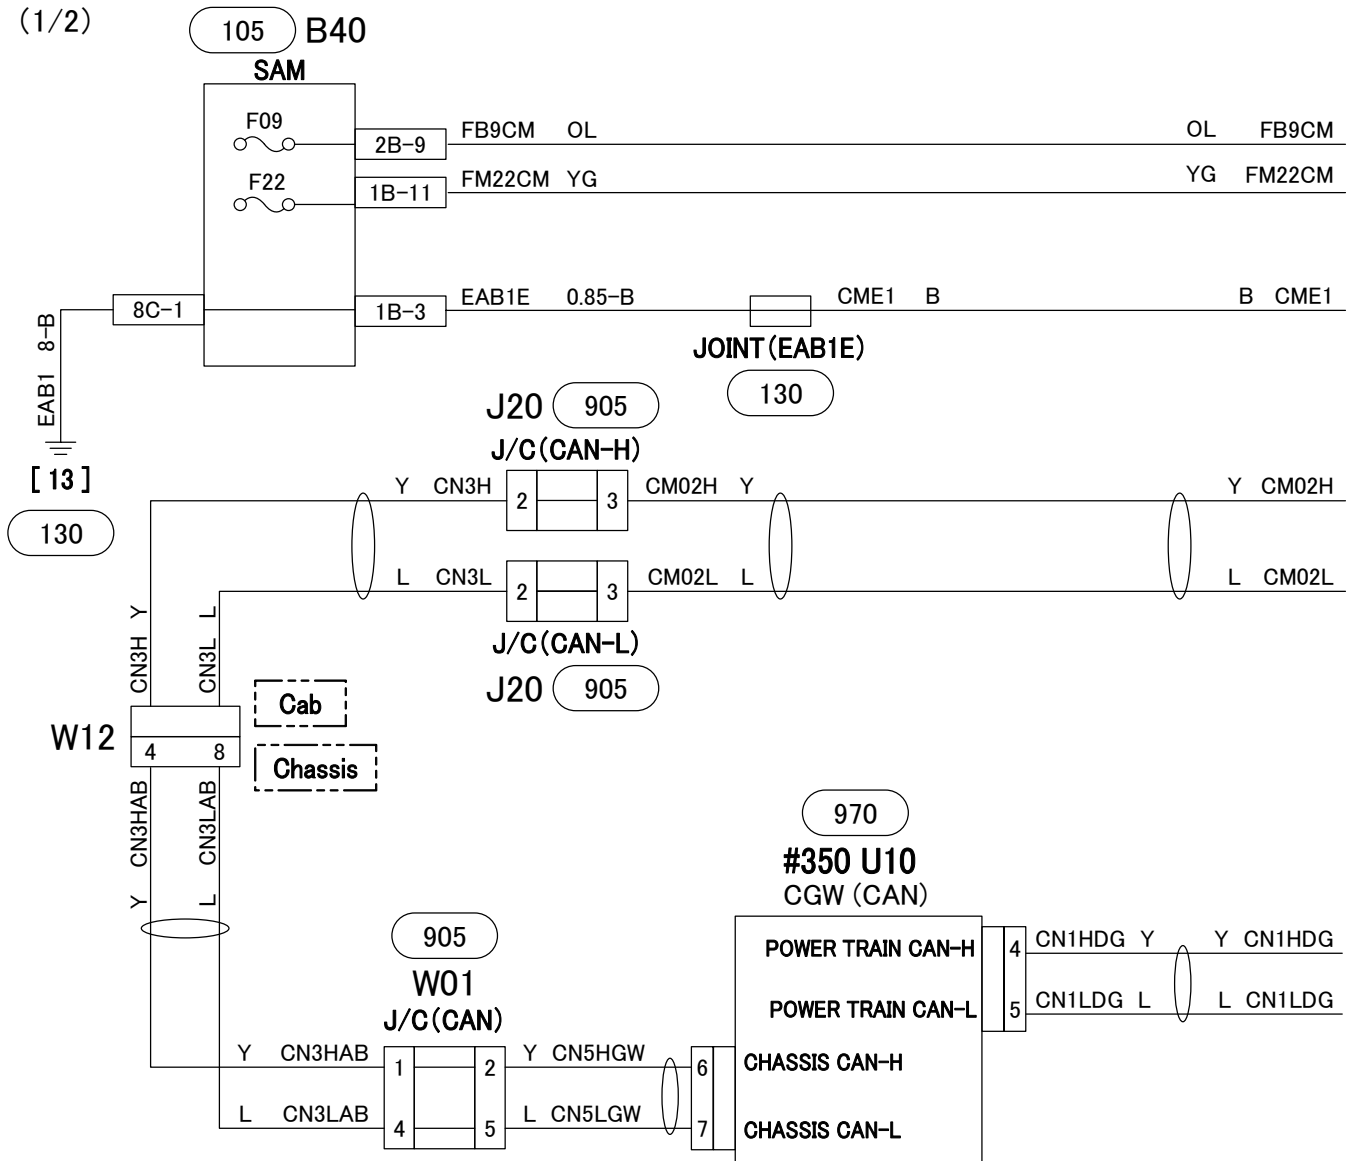 (1/2)
105 B40
SAM
F09
2B-9 FB9CM OL OL FB9CM
F22
1B-11 FM22CM YG YG FM22CM
8C-1 1B-3 EAB1E 0.85-B CME1 B B CME1
EAB1 8-B
JOINT(EAB1E)
130
[13]
130
J20 905
J/C(CAN-H)
Y CN3H 2 3 CM02H Y Y CM02H
L CN3L 2 3 CM02L L L CM02L
J/C(CAN-L)
J20 905
CN3H Y
CN3L L
Cab
W12 4 8
Chassis
Y CN3HAB
L CN3LAB
970
#350 U10
CGW (CAN)
POWER TRAIN CAN-H 4 CN1HDG Y Y CN1HDG
POWER TRAIN CAN-L 5 CN1LDG L L CN1LDG
905
W01
J/C(CAN)
Y CN3HAB 1 2 Y CN5HGW 6 CHASSIS CAN-H
L CN3LAB 4 5 L CN5LGW 7 CHASSIS CAN-L